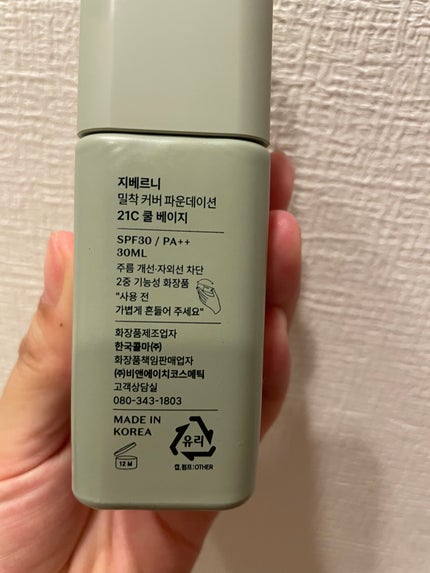 지베르니
밀착 커버 파운데이션
21C 쿨 베이지
SPF30 / PA++
30ML
주름 개선·자외선 차단
2중 기능성 화장품
"사용 전
가볍게 흔들어 주세요"
화장품제조업자
한국콜마㈜
화장품책임판매업자
㈜비앤에이치코스메틱
고객상담실
080-343-1803
MADE IN
KOREA
12 M
유리
캡,펌프:OTHER